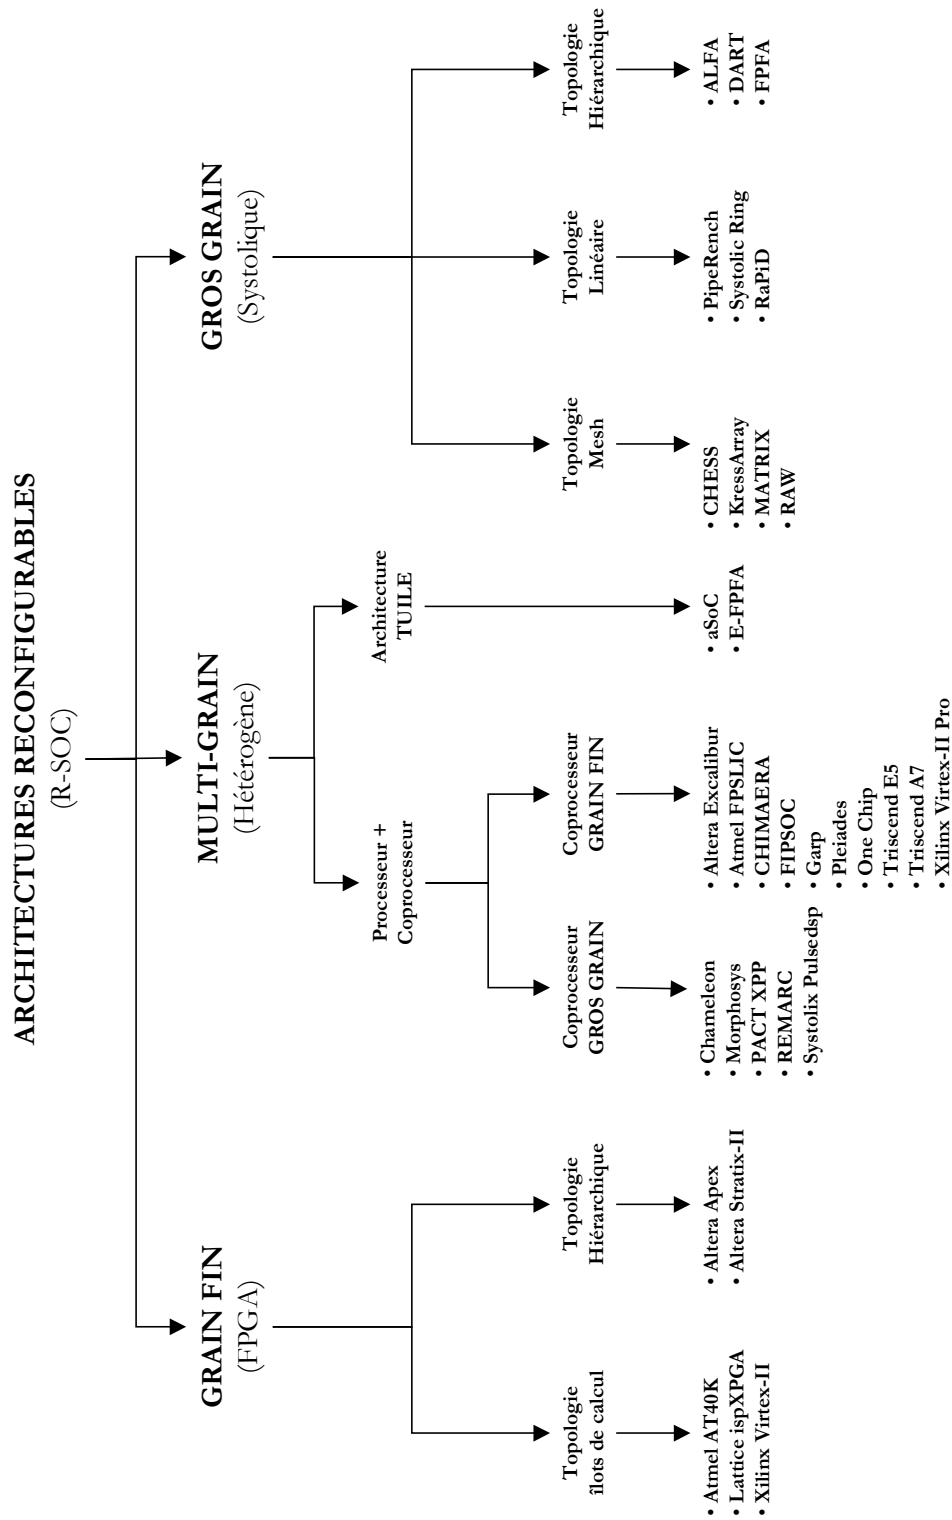 ARCHITECTURES RECONFIGURABLES
(R-SOC)
GRAIN FIN
(FPGA)
MULTI-GRAIN
(Hétérogène)
GROS GRAIN
(Systolique)
Processeur +
Coprocesseur
Architecture
TUILE
Topologie
îlots de calcul
Topologie
Hiérarchique
Coprocesseur
GROS GRAIN
Coprocesseur
GRAIN FIN
Topologie
Mesh
Topologie
Linéaire
Topologie
Hiérarchique
• Atmel AT40K
• Lattice ispXPGA
• Xilinx Virtex-II
• Altera Apex
• Altera Stratix-II
• Chameleon
• Morphosys
• PACT XPP
• REMARC
• Systolix Pulsedsp
• Altera Excalibur
• Atmel FPSLIC
• CHIMAERA
• FIPSOC
• Garp
• Pleiades
• One Chip
• Triscend E5
• Triscend A7
• Xilinx Virtex-II Pro
• aSoC
• E-FPFA
• CHESS
• KressArray
• MATRIX
• RAW
• PipeRench
• Systolic Ring
• RaPiD
• ALFA
• DART
• FPFA